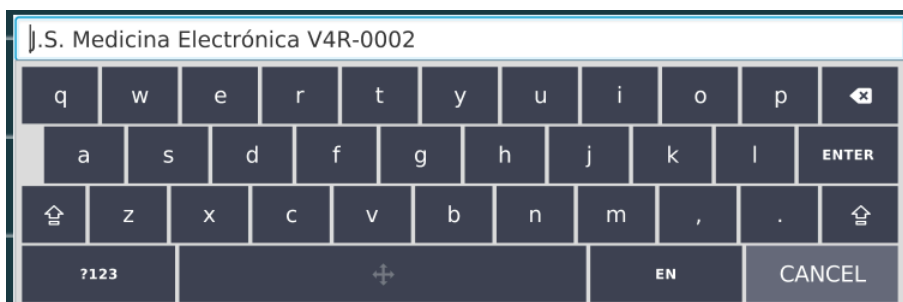 J.S. Medicina Electrónica V4R-0002
q w e r t y u i o p
a s d f g h j k l ENTER
z x c v b n m , .
?123 EN CANCEL